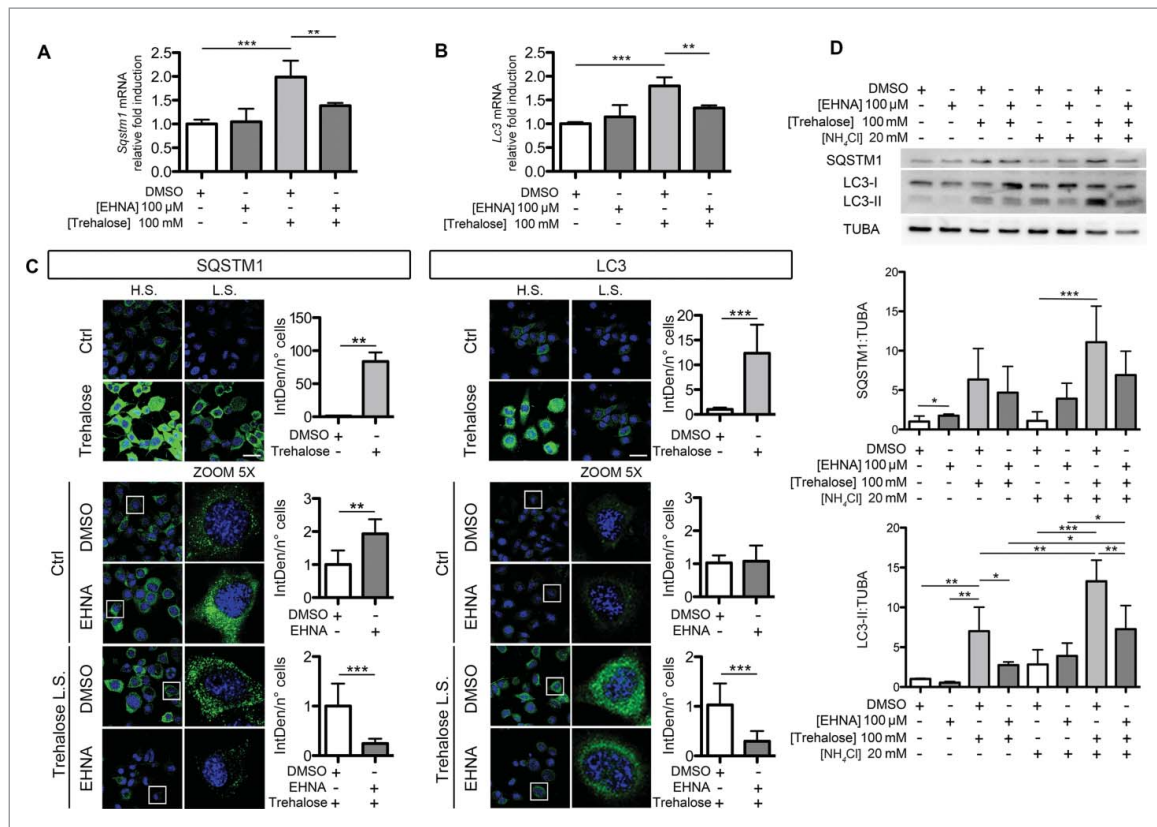 A
Sqstm1 mRNA
relative fold induction
2.5
2.0
1.5
1.0
0.5
0.0
***
**
DMSO + - + -
[EHNA] 100 µM - + - +
[Trehalose] 100 mM - - + +
B
Lc3 mRNA
relative fold induction
2.5
2.0
1.5
1.0
0.5
0.0
***
**
DMSO + - + -
[EHNA] 100 µM - + - +
[Trehalose] 100 mM - - + +
C
SQSTM1
H.S. L.S.
Ctrl
Trehalose
IntDen/n° cells
150
100
50
0
**
DMSO + -
Trehalose - +
ZOOM 5X
Ctrl
DMSO
EHNA
IntDen/n° cells
3
2
1
0
**
DMSO + -
EHNA - +
Trehalose L.S.
DMSO
EHNA
IntDen/n° cells
2
1
0
***
DMSO + -
EHNA - +
Trehalose + +
LC3
H.S. L.S.
Ctrl
Trehalose
IntDen/n° cells
20
15
10
5
0
***
DMSO + -
Trehalose - +
ZOOM 5X
Ctrl
DMSO
EHNA
IntDen/n° cells
3
2
1
0
DMSO + -
EHNA - +
Trehalose L.S.
DMSO
EHNA
IntDen/n° cells
2
1
0
***
DMSO + -
EHNA - +
Trehalose + +
D
DMSO + - + - + - + -
[EHNA] 100 µM - + - + - + - +
[Trehalose] 100 mM - - + + - - + +
[NH4Cl] 20 mM - - - - + + + +
SQSTM1
LC3-I
LC3-II
TUBA
SQSTM1:TUBA
20
15
10
5
0
*
***
DMSO + - + - + - + -
[EHNA] 100 µM - + - + - + - +
[Trehalose] 100 mM - - + + - - + +
[NH4Cl] 20 mM - - - - + + + +
LC3-II:TUBA
20
15
10
5
0
*
***
*
** **
** *
**
DMSO + - + - + - + -
[EHNA] 100 µM - + - + - + - +
[Trehalose] 100 mM - - + + - - + +
[NH4Cl] 20 mM - - - - + + + +